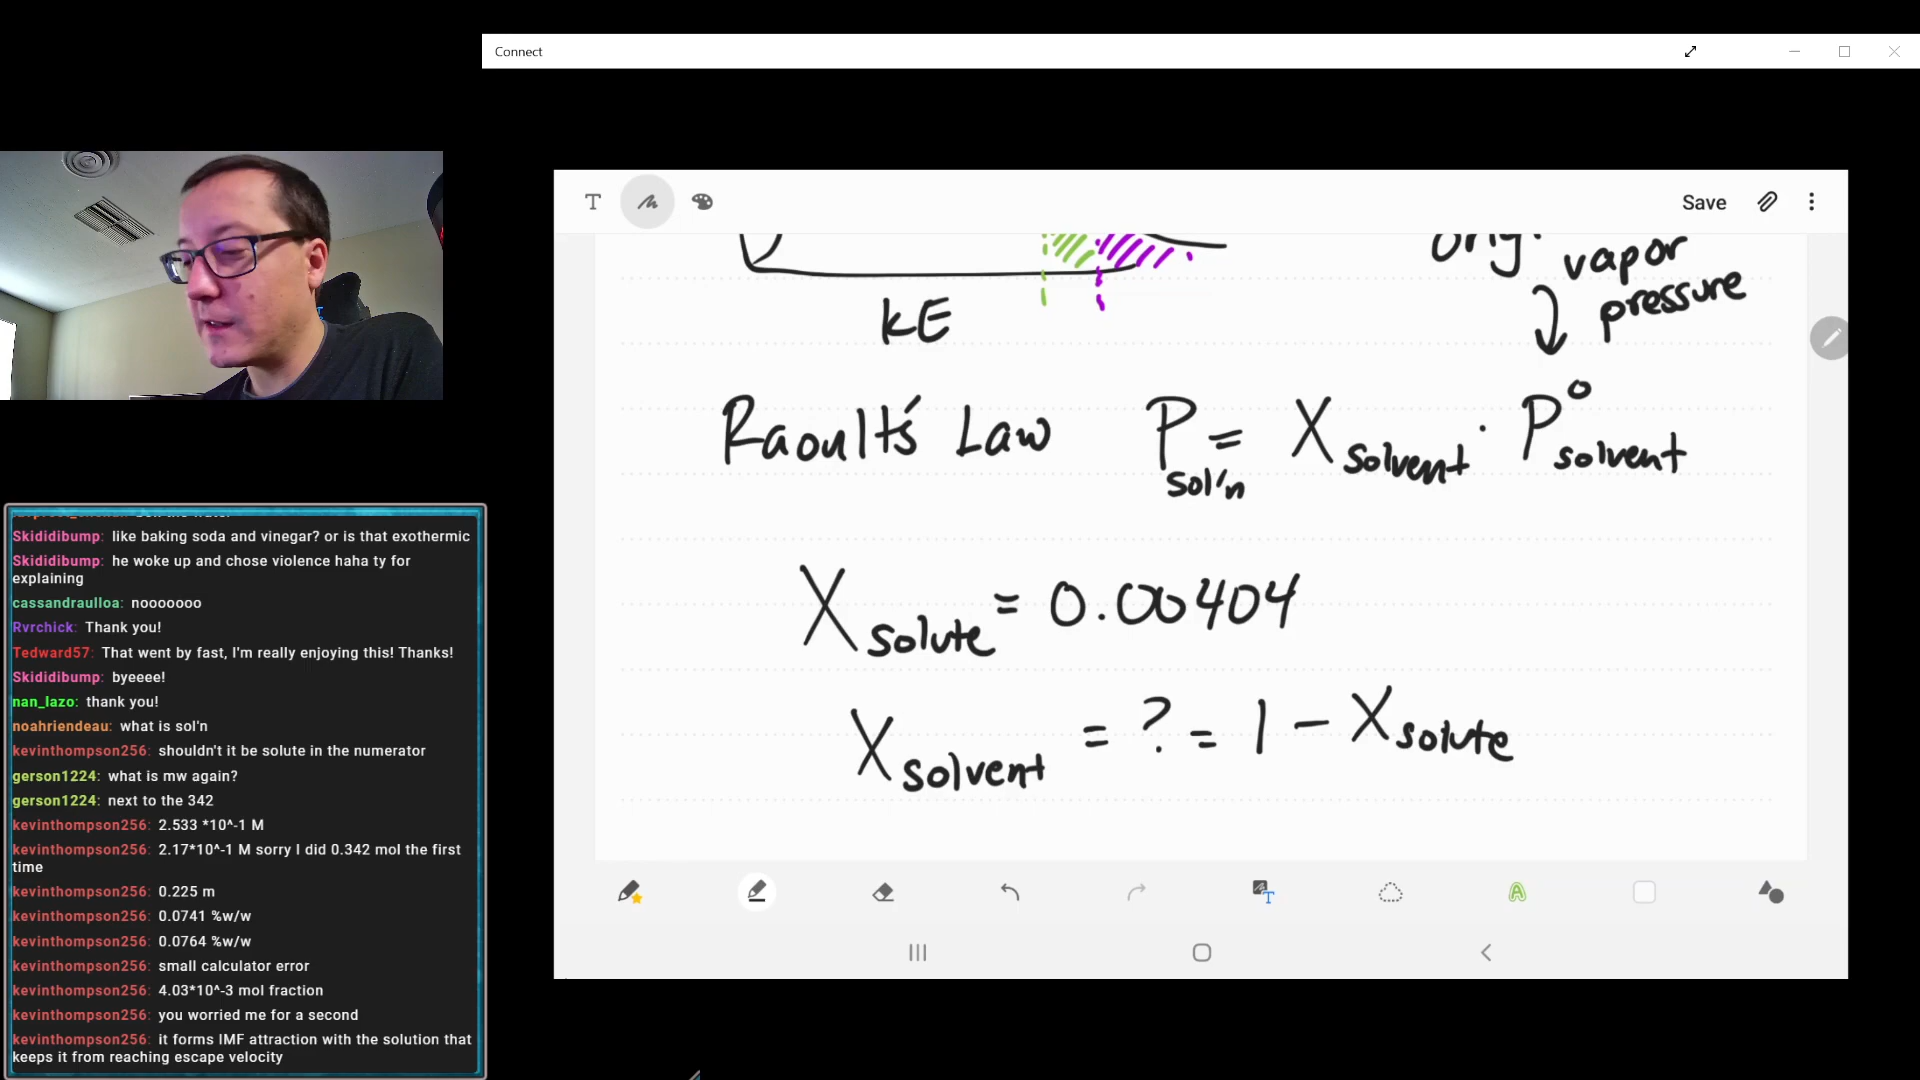 Connect
T
Save
orig.
vapor
pressure
KE
Raoult's Law P sol'n = X solvent · P° solvent
X solute = 0.00404
X solvent = ? = 1 - X solute
Skididibump: like baking soda and vinegar? or is that exothermic
Skididibump: he woke up and chose violence haha ty for
explaining
cassandraulloa: nooooooo
Rvrchick: Thank you!
Tedward57: That went by fast, I'm really enjoying this! Thanks!
Skididibump: byeeee!
nan_lazo: thank you!
noahriendeau: what is sol'n
kevinthompson256: shouldn't it be solute in the numerator
gerson1224: what is mw again?
gerson1224: next to the 342
kevinthompson256: 2.533 *10^-1 M
kevinthompson256: 2.17*10^-1 M sorry I did 0.342 mol the first
time
kevinthompson256: 0.225 m
kevinthompson256: 0.0741 %w/w
kevinthompson256: 0.0764 %w/w
kevinthompson256: small calculator error
kevinthompson256: 4.03*10^-3 mol fraction
kevinthompson256: you worried me for a second
kevinthompson256: it forms IMF attraction with the solution that
keeps it from reaching escape velocity